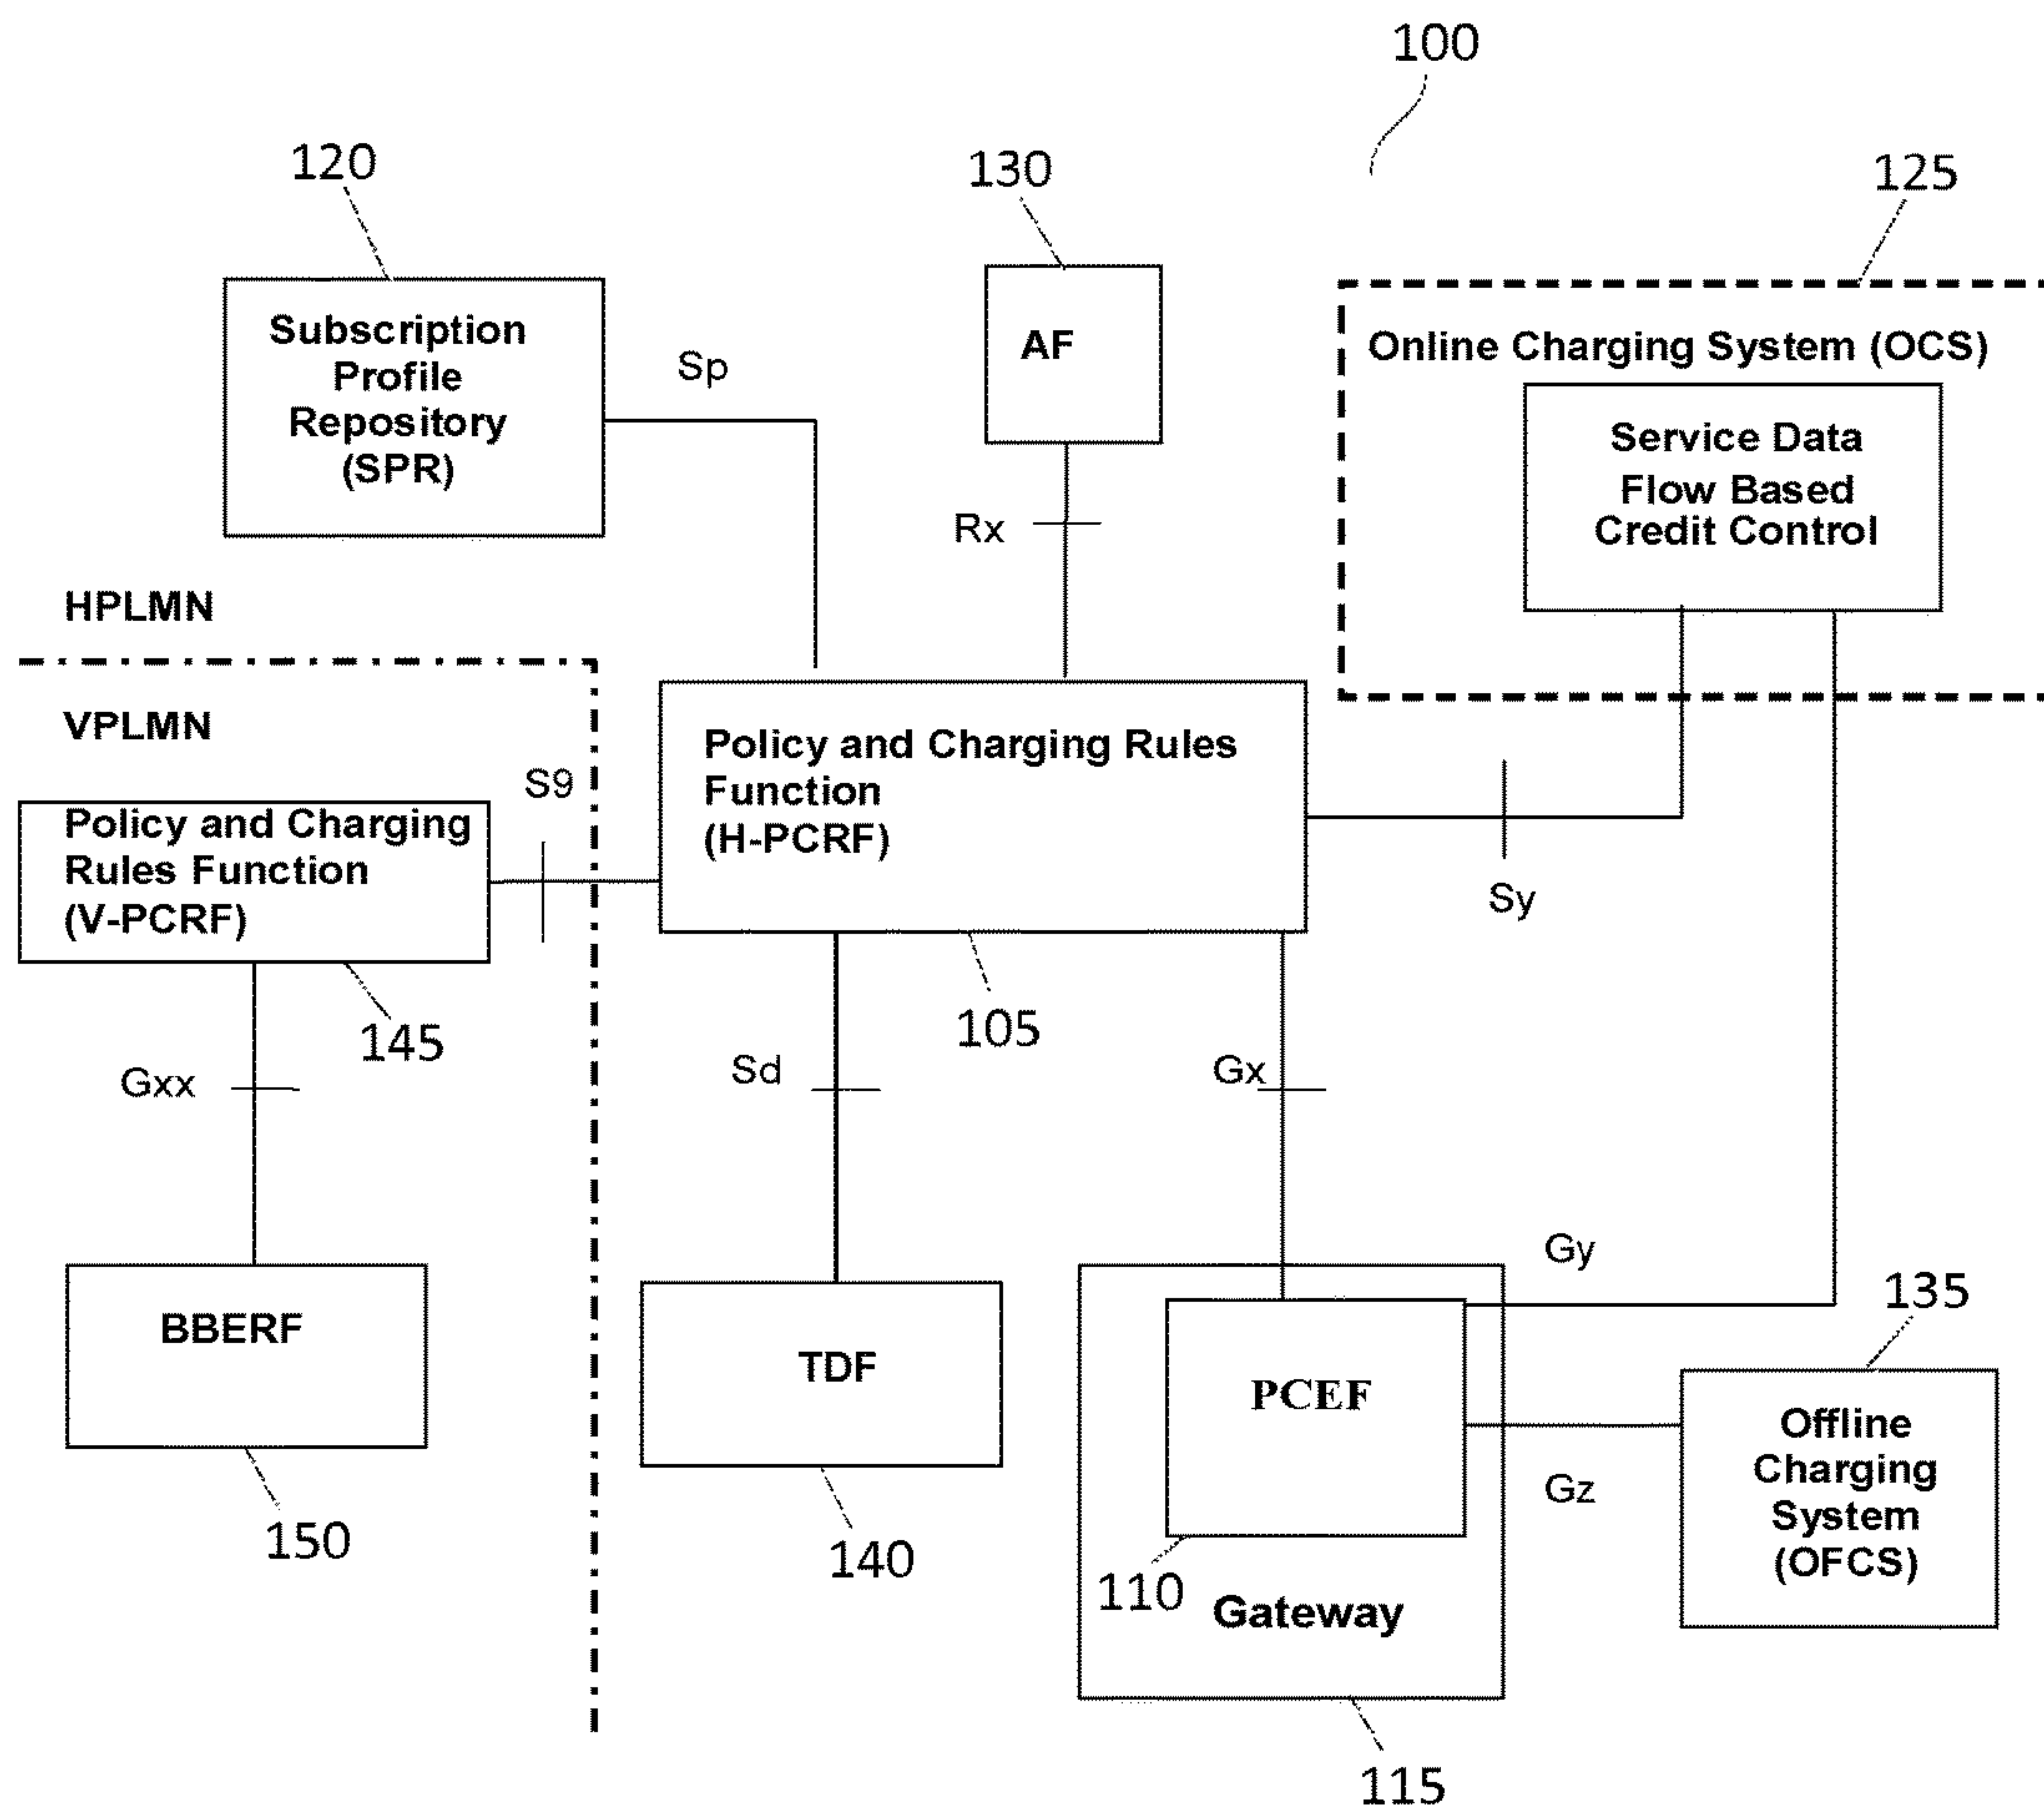 100
120
130
125
Subscription
Profile
Repository
(SPR)
Sp
AF
Online Charging System (OCS)
Service Data
Flow Based
Credit Control
Rx
HPLMN
VPLMN
S9
Policy and Charging Rules
Function
(H-PCRF)
Policy and Charging
Rules Function
(V-PCRF)
Sy
105
145
Gxx
Sd
Gx
Gy
135
BBERF
TDF
PCEF
Offline
Charging
System
(OFCS)
Gz
150
140
110
Gateway
115